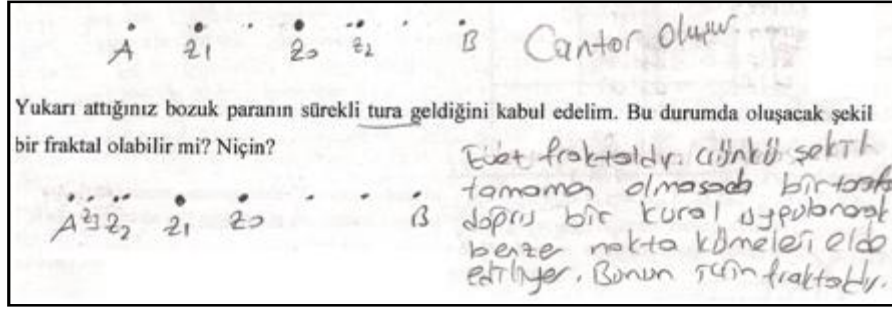 A z1 z0 z2 B Cantor oluşur.
Yukarı attığınız bozuk paranın sürekli tura geldiğini kabul edelim. Bu durumda oluşacak şekil
bir fraktal olabilir mi? Niçin?
Evet fraktaldır. Çünkü şekil
tamamen olmasada bir
doğru bir kural uygulanarak
A z3 z2 z1 z0 B
benzer nokta kümeleri elde
ediliyor. Bunun için fraktaldır.